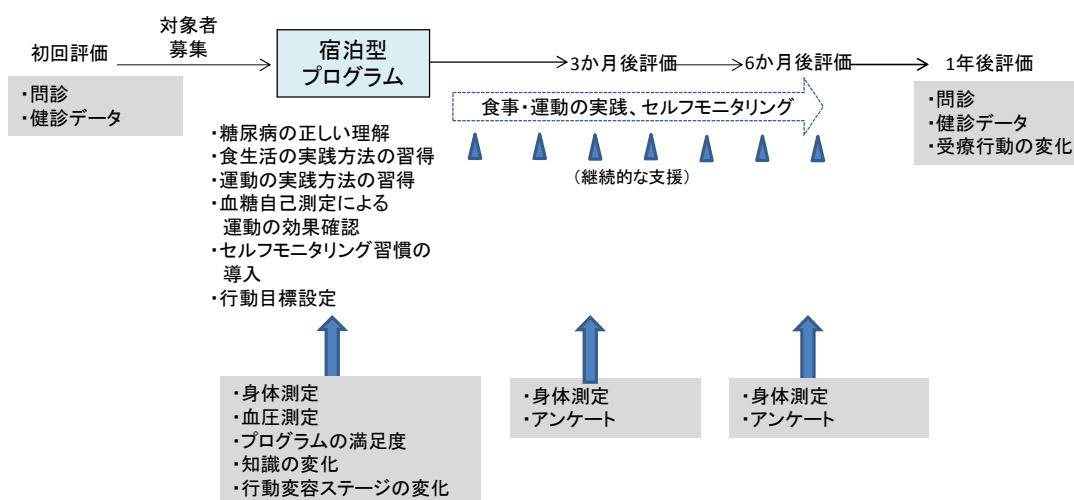 初回評価
・問診
・健診データ
対象者
募集
宿泊型
プログラム
・糖尿病の正しい理解
・食生活の実践方法の習得
・運動の実践方法の習得
・血糖自己測定による
運動の効果確認
・セルフモニタリング習慣の
導入
・行動目標設定
・身体測定
・血圧測定
・プログラムの満足度
・知識の変化
・行動変容ステージの変化
3か月後評価
6か月後評価
食事・運動の実践、セルフモニタリング
（継続的な支援）
・身体測定
・アンケート
・身体測定
・アンケート
1年後評価
・問診
・健診データ
・受療行動の変化